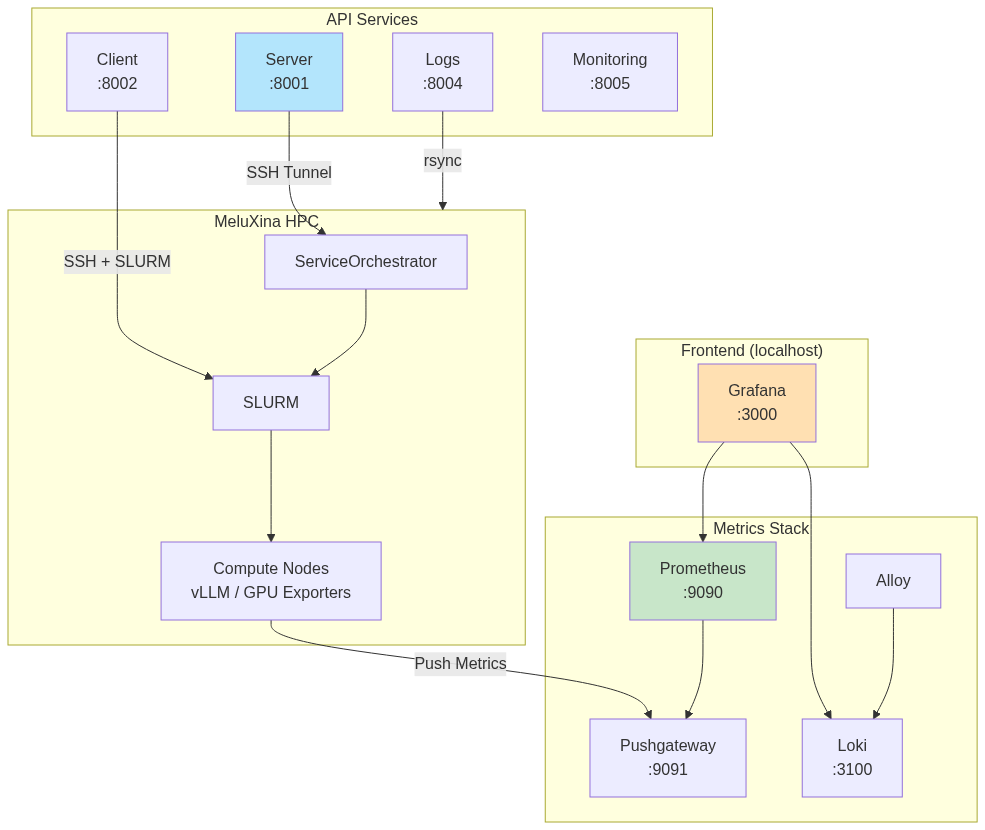 API Services
Client
:8002
Server
:8001
Logs
:8004
Monitoring
:8005
rsync
SSH Tunnel
MeluXina HPC
SSH + SLURM
ServiceOrchestrator
SLURM
Compute Nodes
vLLM / GPU Exporters
Frontend (localhost)
Grafana
:3000
Metrics Stack
Prometheus
:9090
Alloy
Push Metrics
Pushgateway
:9091
Loki
:3100